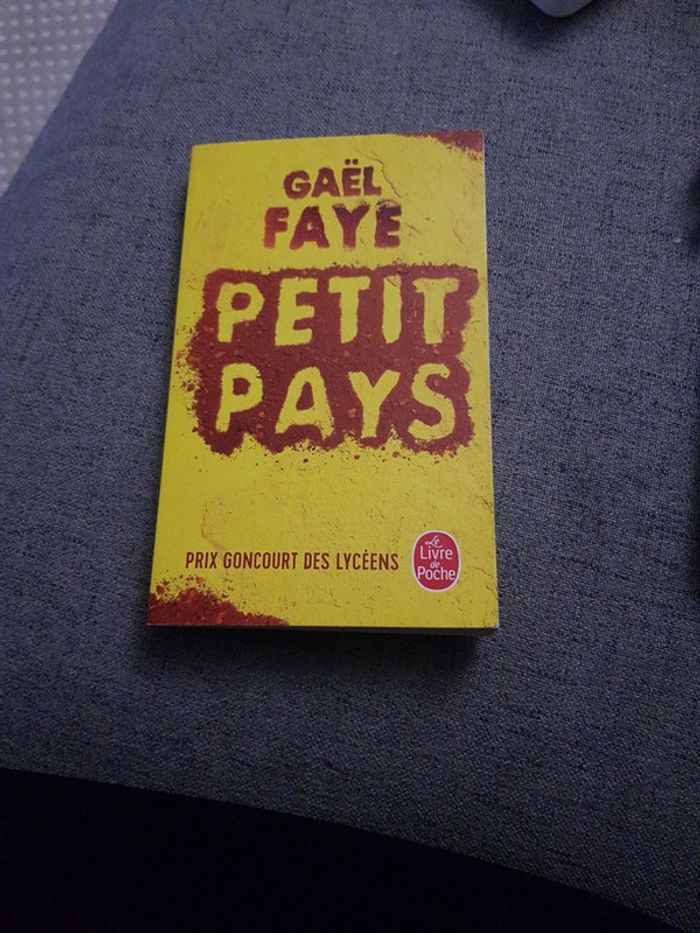 GAËL
FAYE
PETIT
PAYS
PRIX GONCOURT DES LYCÉENS
Le
Livre
de
Poche